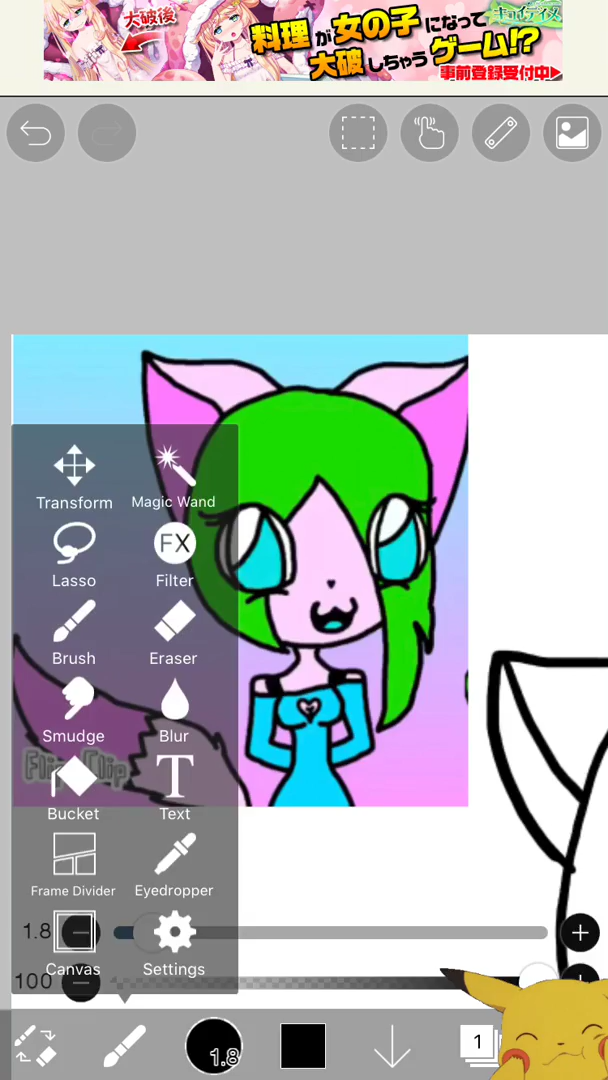 大破後
料理が女の子になって
大破しちゃうゲーム!?
事前登録受付中▶
Transform
Magic Wand
Lasso
FX
Filter
Brush
Eraser
Smudge
Blur
T
Bucket
Text
Frame Divider
Eyedropper
1.8
Canvas
Settings
100
1.8
1